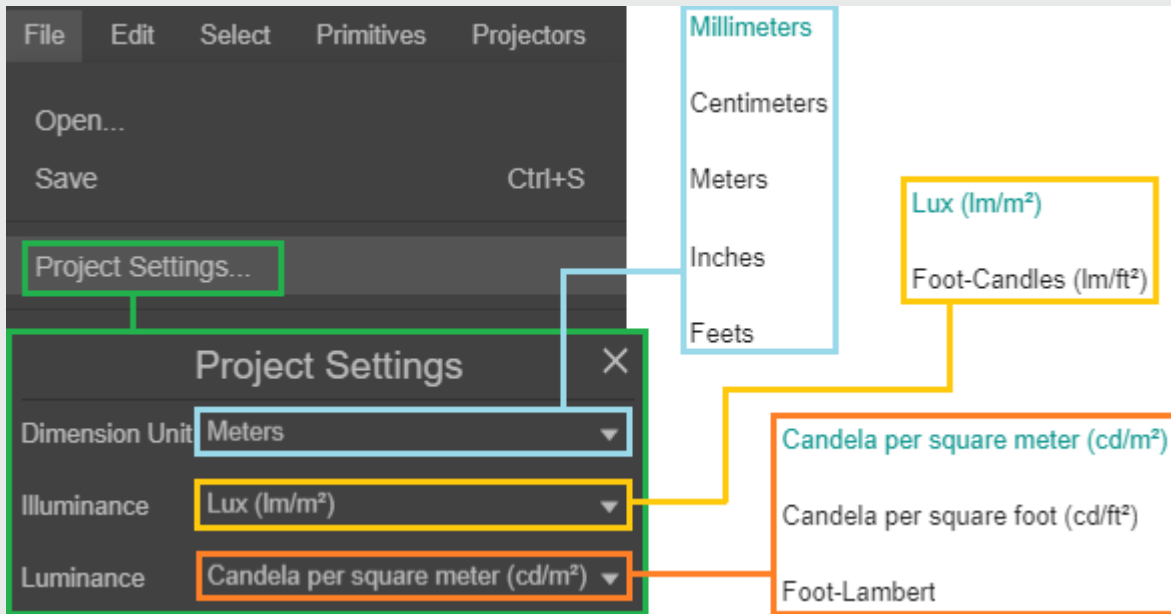 File Edit Select Primitives Projectors
Open...
Save Ctrl+S
Project Settings...
Project Settings ×
Dimension Unit Meters
Illuminance Lux (lm/m²)
Luminance Candela per square meter (cd/m²)
Millimeters
Centimeters
Meters
Inches
Feets
Lux (lm/m²)
Foot-Candles (lm/ft²)
Candela per square meter (cd/m²)
Candela per square foot (cd/ft²)
Foot-Lambert